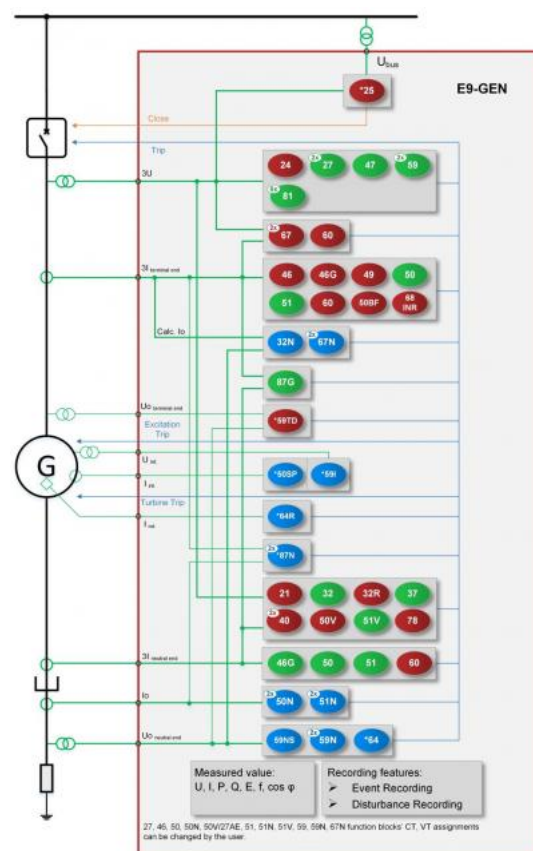 U bus
E9-GEN
*25
Close
Trip
3U
24
2x
27
47
2x
59
81
2x
67
60
3I terminal end
46
46G
49
50
51
60
50BF
68
INR
Calc. Io
32N
2x
67N
87G
Uo terminal end
*59TD
Excitation
Trip
G
U int
I int
*50SP
*59I
Turbine Trip
*64R
I rot
2x
*87N
21
32
32R
37
2x
40
50V
51V
78
3I neutral end
46G
50
51
60
Io
2x
50N
2x
51N
Uo neutral end
59NS
2x
59N
*64
Measured value:
U, I, P, Q, E, f, cos φ
Recording features:
➢ Event Recording
➢ Disturbance Recording
27, 46, 50, 50N, 50V/27AE, 51, 51N, 51V, 59, 59N, 67N function blocks' CT, VT assignments
can be changed by the user.